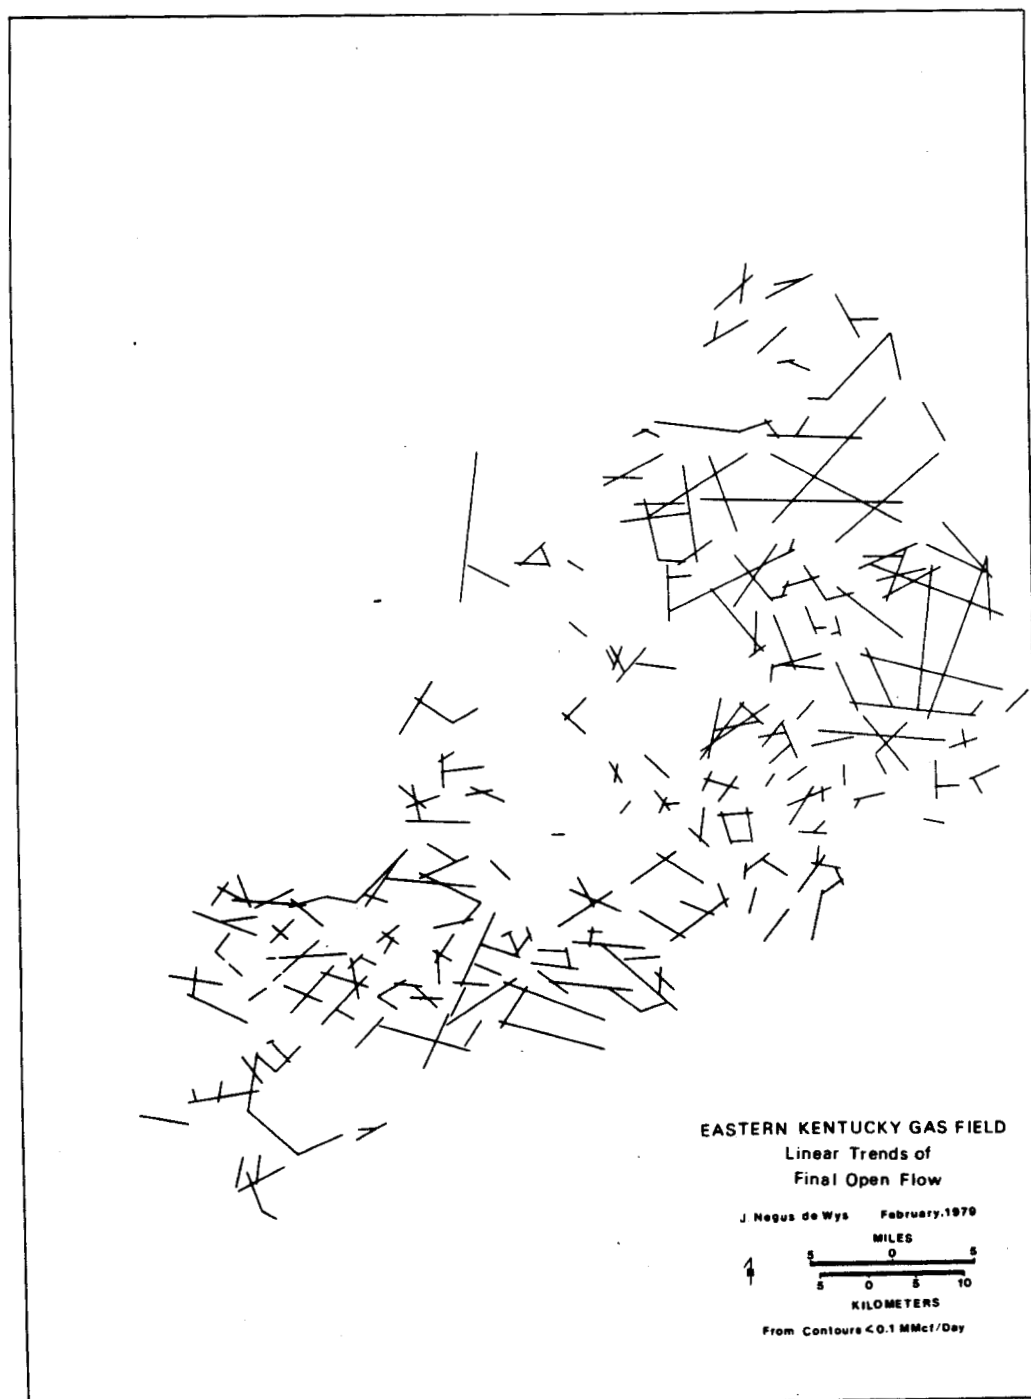 EASTERN KENTUCKY GAS FIELD
Linear Trends of
Final Open Flow
J. Negus de Wys February, 1979
MILES
5 0 5
5 0 5 10
KILOMETERS
From Contours <0.1 MMcf/Day